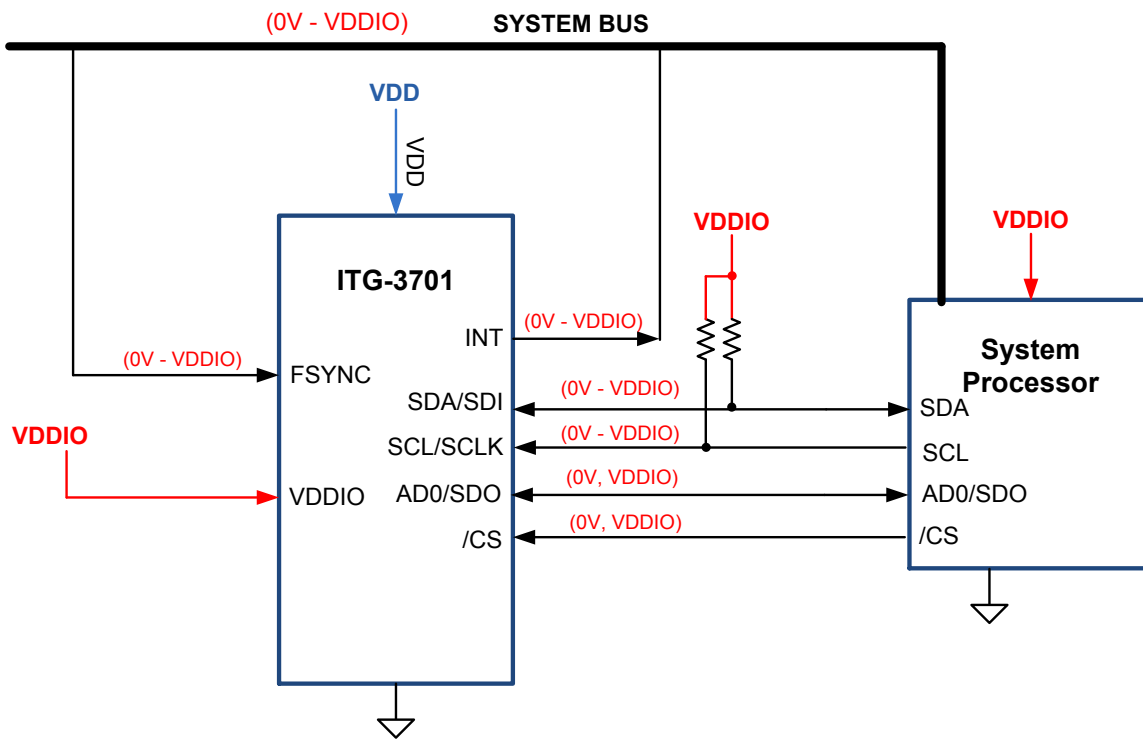 (0V - VDDIO) SYSTEM BUS
VDD
VDD
VDDIO
VDDIO
ITG-3701
INT
(0V - VDDIO)
System
Processor
(0V - VDDIO)
FSYNC
SDA/SDI
(0V - VDDIO)
SDA
VDDIO
SCL/SCLK
(0V - VDDIO)
SCL
VDDIO
AD0/SDO
(0V, VDDIO)
AD0/SDO
/CS
(0V, VDDIO)
/CS